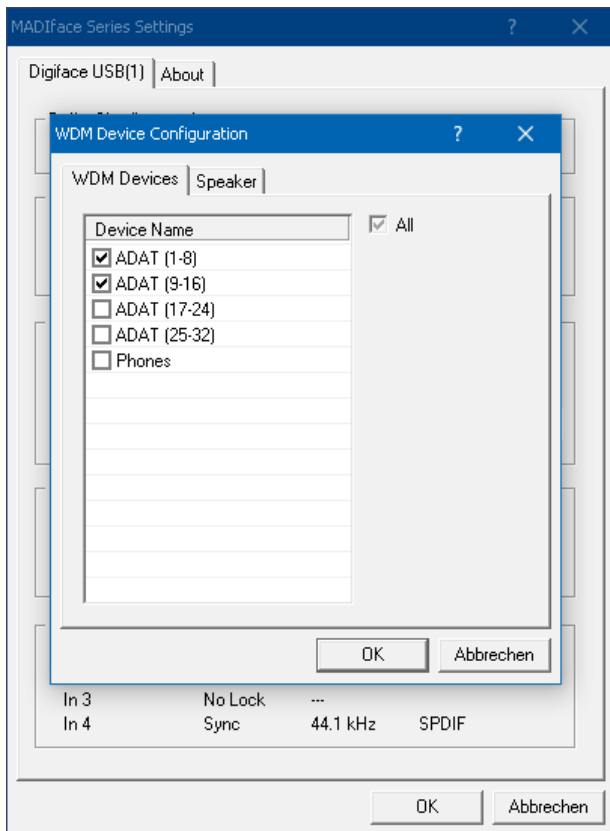 MADIface Series Settings
Digiface USB(1) About
WDM Device Configuration
WDM Devices Speaker
Device Name
All
ADAT (1-8)
ADAT (9-16)
ADAT (17-24)
ADAT (25-32)
Phones
OK Abbrechen
In 3 No Lock ---
In 4 Sync 44.1 kHz SPDIF
OK Abbrechen